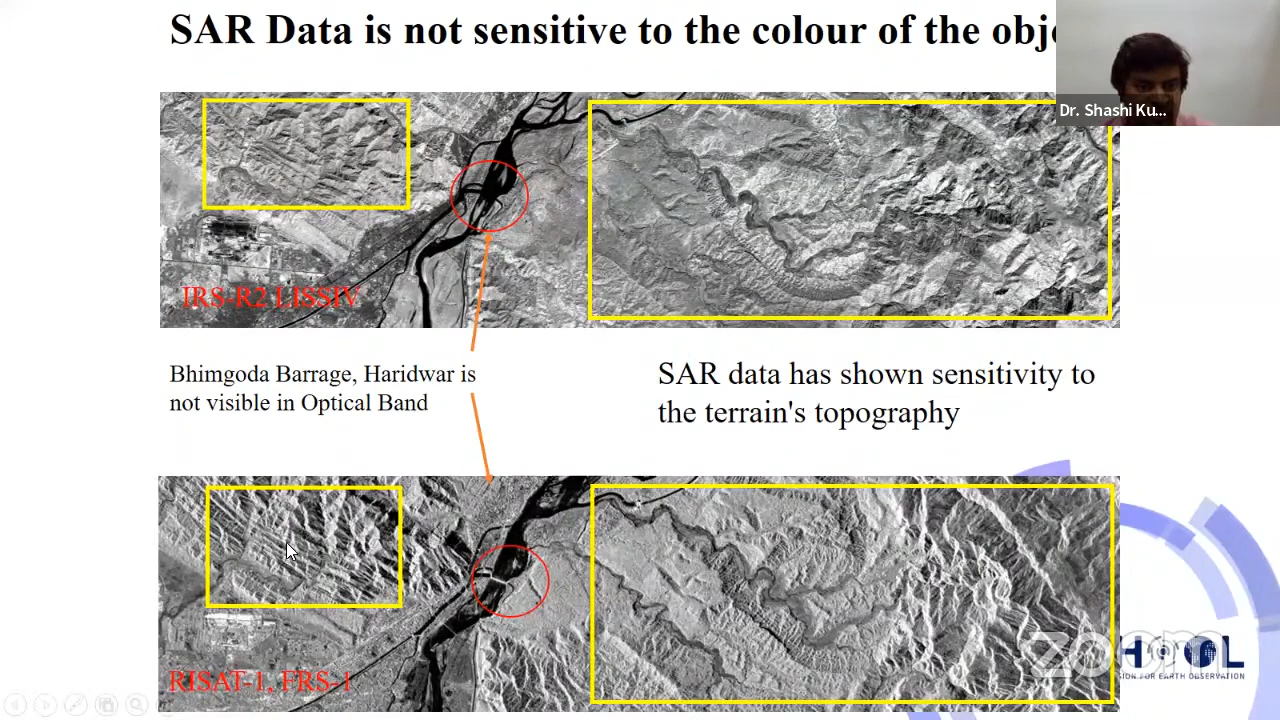 SAR Data is not sensitive to the colour of the obj
Dr. Shashi Ku...
IRS-R2 LISSIV
Bhimgoda Barrage, Haridwar is
not visible in Optical Band
SAR data has shown sensitivity to
the terrain's topography
RISAT-1, FRS-1
zoom